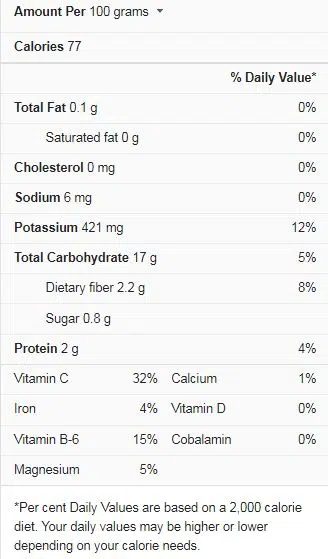 Amount Per 100 grams
Calories 77
% Daily Value*
Total Fat 0.1 g 0%
Saturated fat 0 g 0%
Cholesterol 0 mg 0%
Sodium 6 mg 0%
Potassium 421 mg 12%
Total Carbohydrate 17 g 5%
Dietary fiber 2.2 g 8%
Sugar 0.8 g
Protein 2 g 4%
Vitamin C 32% Calcium 1%
Iron 4% Vitamin D 0%
Vitamin B-6 15% Cobalamin 0%
Magnesium 5%
*Per cent Daily Values are based on a 2,000 calorie
diet. Your daily values may be higher or lower
depending on your calorie needs.